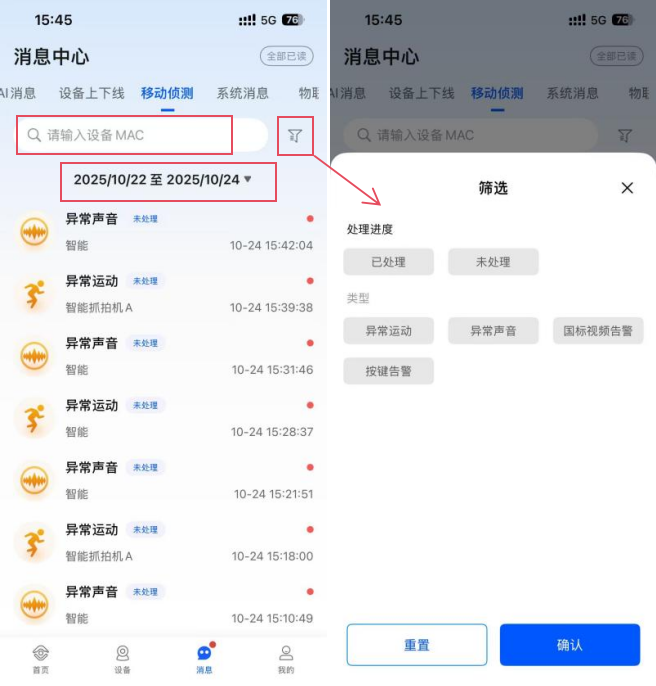 15:45 5G 76
消息中心 全部已读
AI消息 设备上下线 移动侦测 系统消息 物联
请输入设备MAC
2025/10/22 至 2025/10/24
异常声音 未处理
智能 10-24 15:42:04
异常运动 未处理
智能抓拍机A 10-24 15:39:38
异常声音 未处理
智能 10-24 15:31:46
异常运动 未处理
智能 10-24 15:28:37
异常声音 未处理
智能 10-24 15:21:51
异常运动 未处理
智能抓拍机A 10-24 15:18:00
异常声音 未处理
智能 10-24 15:10:49
首页 设备 消息 我的
15:45 5G 76
消息中心 全部已读
AI消息 设备上下线 移动侦测 系统消息 物联
请输入设备MAC
筛选
处理进度
已处理 未处理
类型
异常运动 异常声音 国标视频告警
按键告警
重置 确认